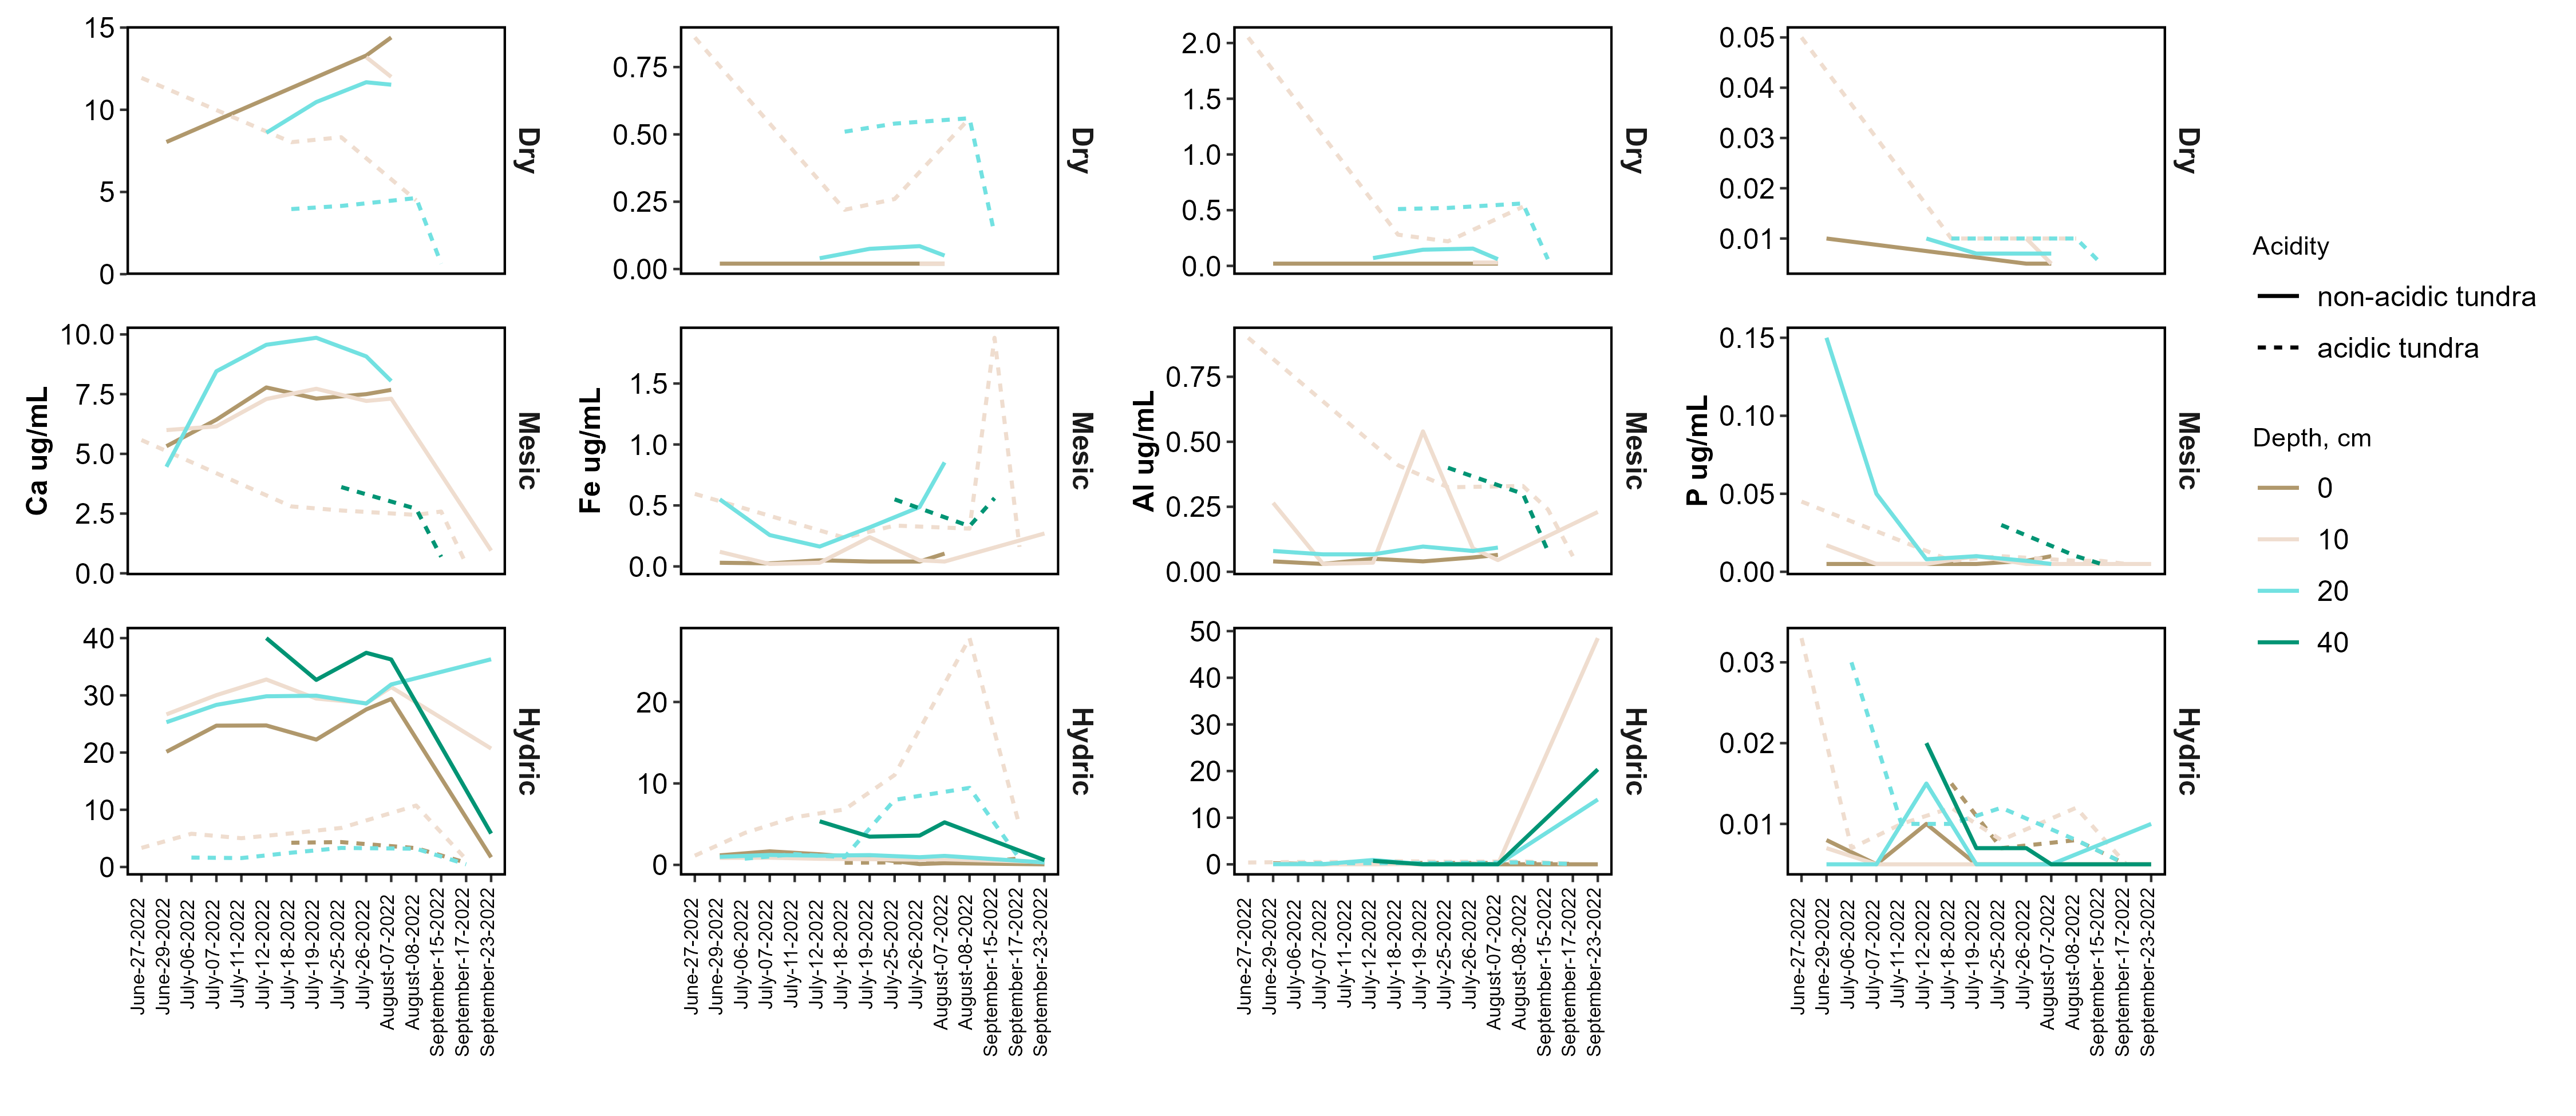 15
10
5
0
Dry
0.75
0.50
0.25
0.00
Dry
2.0
1.5
1.0
0.5
0.0
Dry
0.05
0.04
0.03
0.02
0.01
Dry
Ca ug/mL
10.0
7.5
5.0
2.5
0.0
Mesic
Fe ug/mL
1.5
1.0
0.5
0.0
Mesic
Al ug/mL
0.75
0.50
0.25
0.00
Mesic
P ug/mL
0.15
0.10
0.05
0.00
Mesic
40
30
20
10
0
Hydric
20
10
0
Hydric
50
40
30
20
10
0
Hydric
0.03
0.02
0.01
Hydric
June-27-2022
June-29-2022
July-06-2022
July-07-2022
July-11-2022
July-12-2022
July-18-2022
July-19-2022
July-25-2022
July-26-2022
August-07-2022
August-08-2022
September-15-2022
September-17-2022
September-23-2022
June-27-2022
June-29-2022
July-06-2022
July-07-2022
July-11-2022
July-12-2022
July-18-2022
July-19-2022
July-25-2022
July-26-2022
August-07-2022
August-08-2022
September-15-2022
September-17-2022
September-23-2022
June-27-2022
June-29-2022
July-06-2022
July-07-2022
July-11-2022
July-12-2022
July-18-2022
July-19-2022
July-25-2022
July-26-2022
August-07-2022
August-08-2022
September-15-2022
September-17-2022
September-23-2022
June-27-2022
June-29-2022
July-06-2022
July-07-2022
July-11-2022
July-12-2022
July-18-2022
July-19-2022
July-25-2022
July-26-2022
August-07-2022
August-08-2022
September-15-2022
September-17-2022
September-23-2022
Acidity
non-acidic tundra
acidic tundra
Depth, cm
0
10
20
40